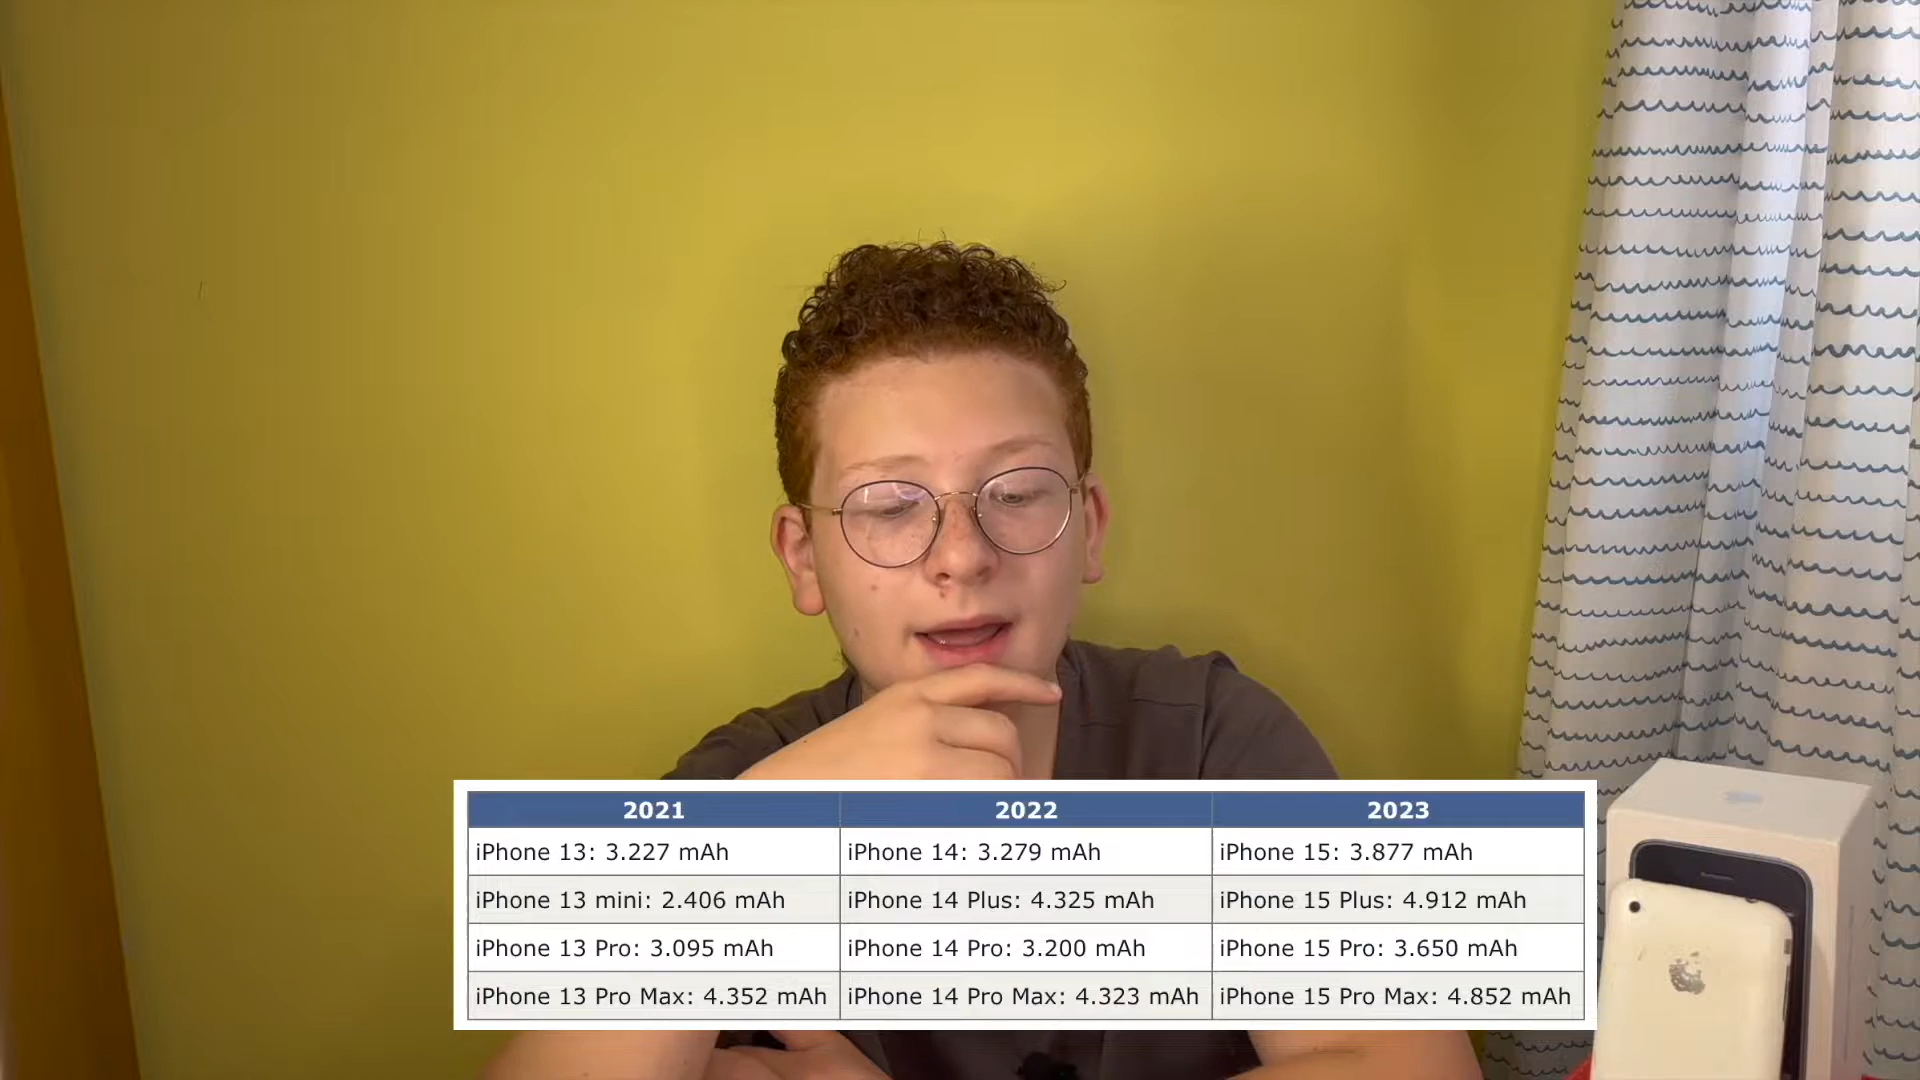 2021 2022 2023
iPhone 13: 3.227 mAh iPhone 14: 3.279 mAh iPhone 15: 3.877 mAh
iPhone 13 mini: 2.406 mAh iPhone 14 Plus: 4.325 mAh iPhone 15 Plus: 4.912 mAh
iPhone 13 Pro: 3.095 mAh iPhone 14 Pro: 3.200 mAh iPhone 15 Pro: 3.650 mAh
iPhone 13 Pro Max: 4.352 mAh iPhone 14 Pro Max: 4.323 mAh iPhone 15 Pro Max: 4.852 mAh